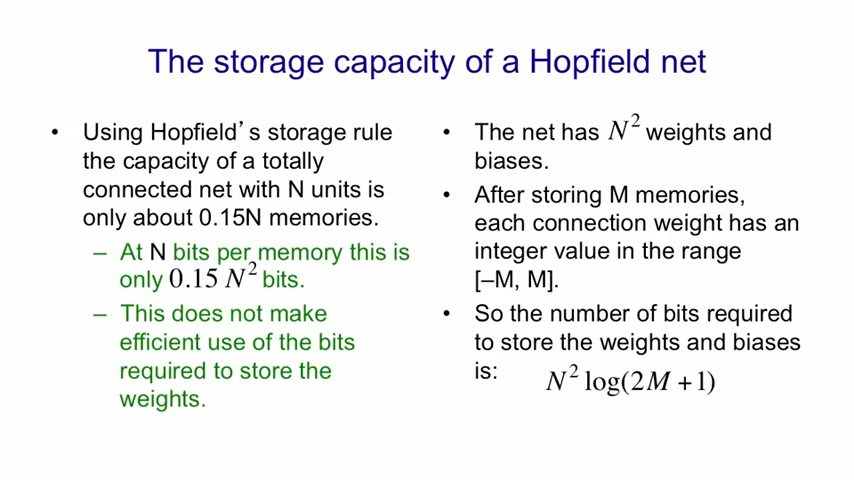 The storage capacity of a Hopfield net
• Using Hopfield's storage rule
the capacity of a totally
connected net with N units is
only about 0.15N memories.
– At N bits per memory this is
only 0.15 N² bits.
– This does not make
efficient use of the bits
required to store the
weights.
• The net has N² weights and
biases.
• After storing M memories,
each connection weight has an
integer value in the range
[–M, M].
• So the number of bits required
to store the weights and biases
is: N² log(2M +1)